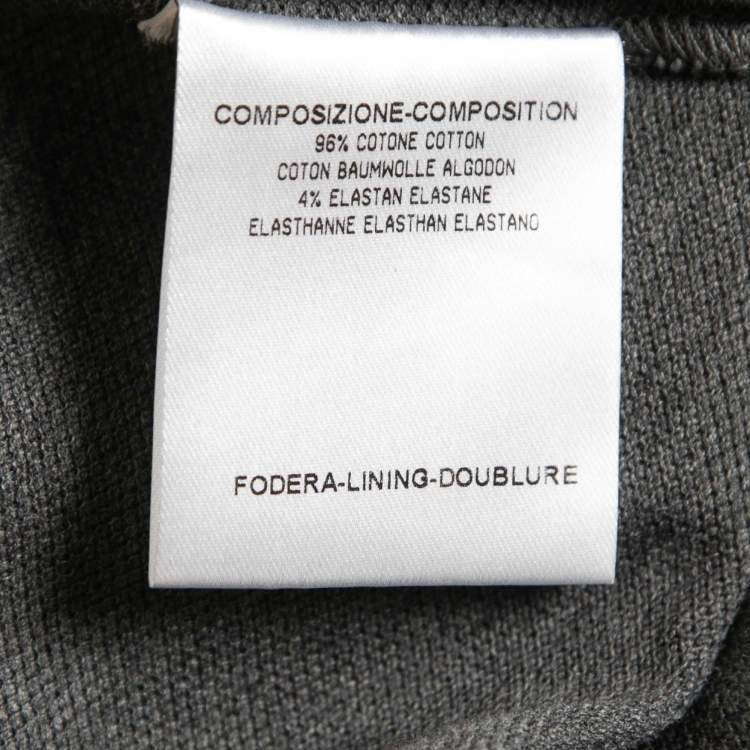 COMPOSIZIONE-COMPOSITION
96% COTONE COTTON
COTON BAUMWOLLE ALGODON
4% ELASTAN ELASTANE
ELASTHANNE ELASTHAN ELASTANO
FODERA-LINING-DOUBLURE